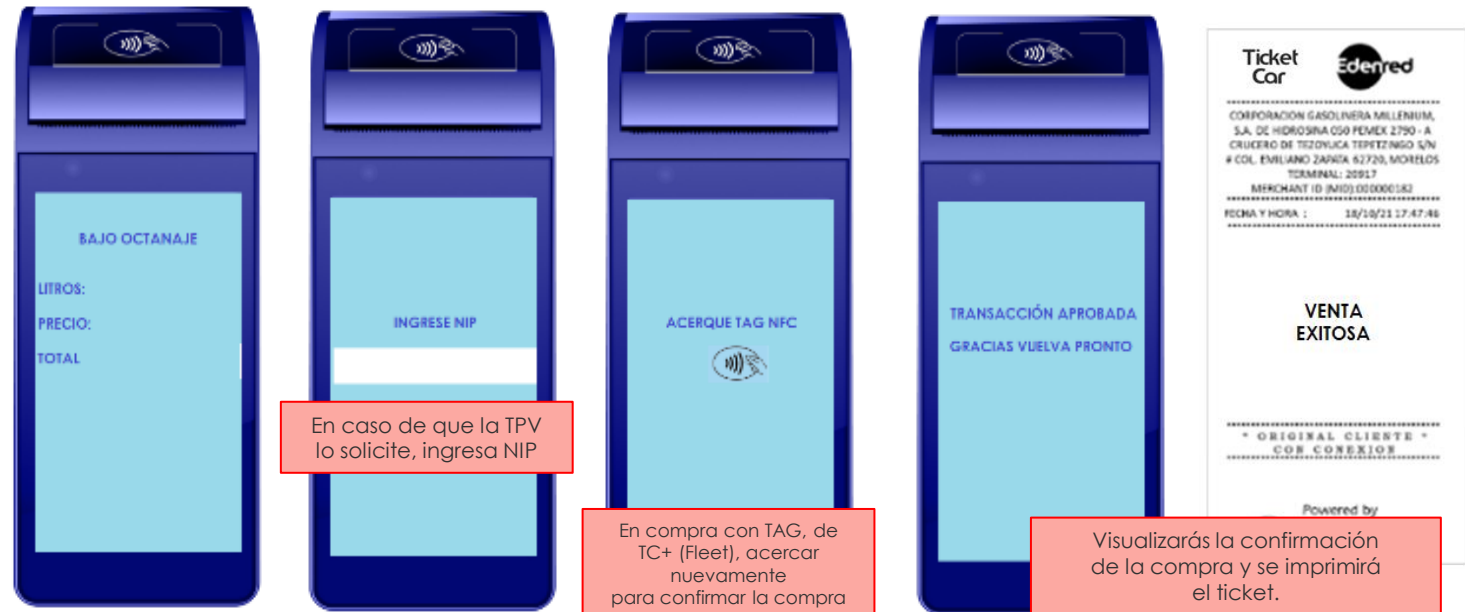 BAJO OCTANAJE
LITROS:
PRECIO:
TOTAL
INGRESE NIP
En caso de que la TPV
lo solicite, ingresa NIP
ACERQUE TAG NFC
En compra con TAG, de
TC+ (Fleet), acercar
nuevamente
para confirmar la compra
TRANSACCIÓN APROBADA
GRACIAS VUELVA PRONTO
Ticket
Car
Edenred
CORPORACION GASOLINERA MILLENIUM,
S.A. DE HIDROSINA 050 PEMEX 2790 - A
CRUCERO DE TEZOYUCA TEPETZINGO S/N
# COL. EMILIANO ZAPATA 62720, MORELOS
TERMINAL: 20917
MERCHANT ID (MID):000000182
FECHA Y HORA : 18/10/21 17:47:46
VENTA
EXITOSA
* ORIGINAL CLIENTE *
CON CONEXION
Powered by
Visualizarás la confirmación
de la compra y se imprimirá
el ticket.